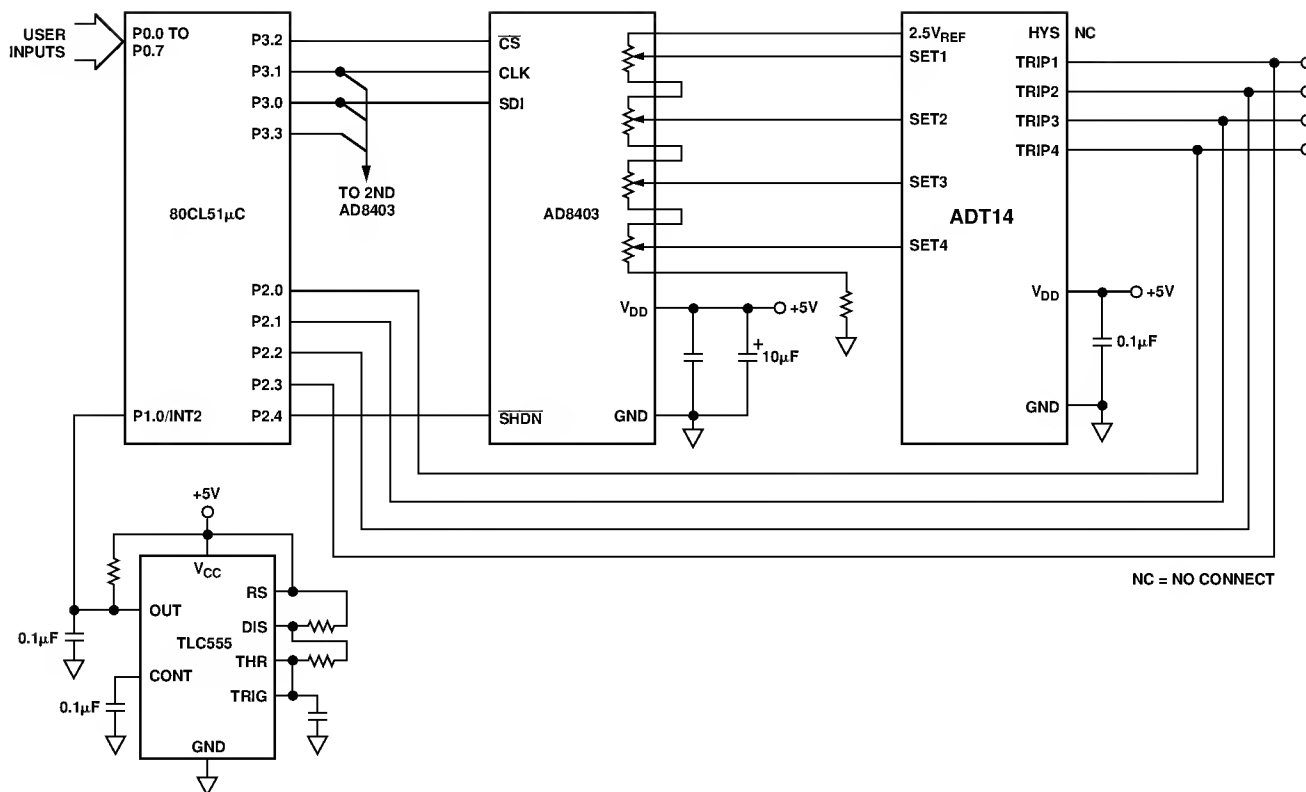 USER
INPUTS
P0.0 TO
P0.7
P3.2
P3.1
P3.0
P3.3
TO 2ND
AD8403
80CL51μC
P2.0
P2.1
P2.2
P2.3
P1.0/INT2
P2.4
CS
CLK
SDI
AD8403
VDD
+5V
10μF
+
SHDN
GND
2.5VREF
HYS
NC
SET1
TRIP1
TRIP2
SET2
TRIP3
TRIP4
SET3
ADT14
SET4
VDD
+5V
0.1μF
GND
+5V
VCC
RS
OUT
DIS
0.1μF
TLC555
THR
CONT
TRIG
0.1μF
GND
NC = NO CONNECT